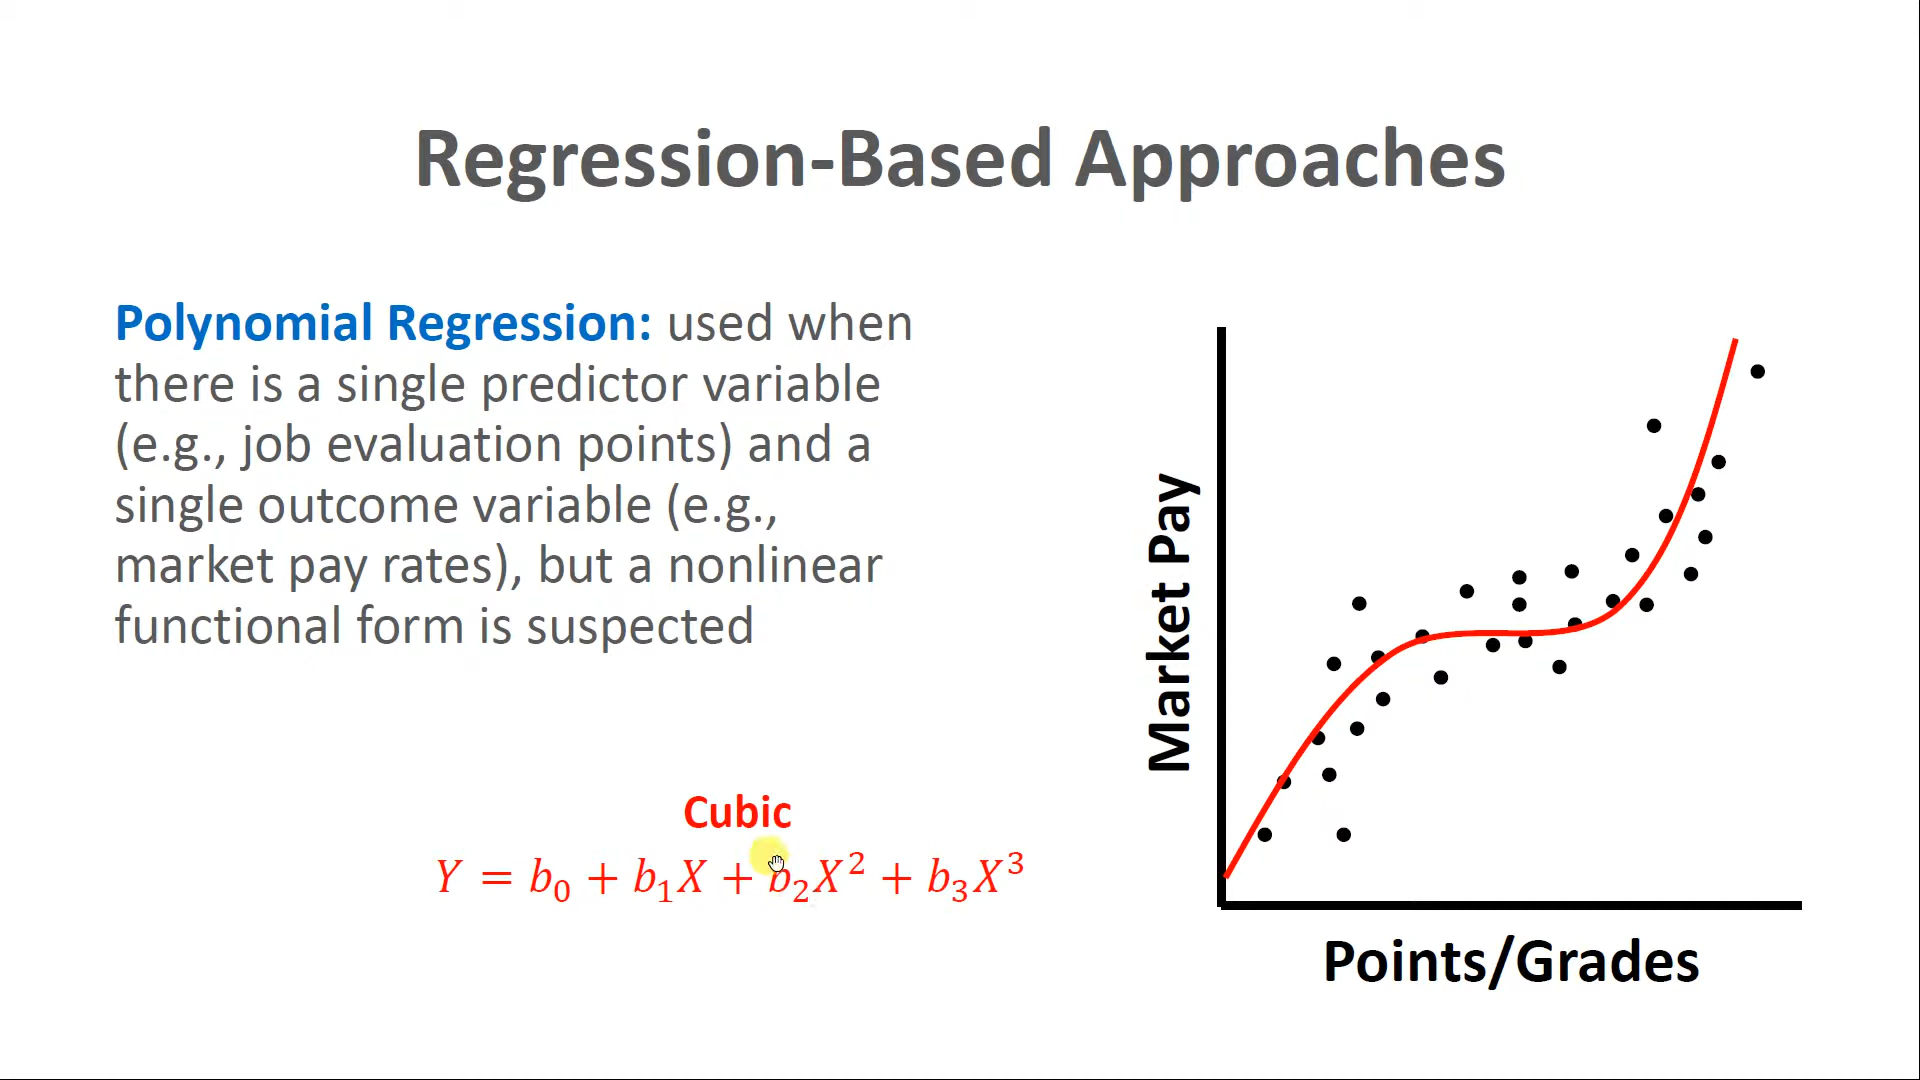 Regression-Based Approaches
Polynomial Regression: used when
there is a single predictor variable
(e.g., job evaluation points) and a
single outcome variable (e.g.,
market pay rates), but a nonlinear
functional form is suspected
Cubic
Y = b₀ + b₁X + b₂X² + b₃X³
Market Pay
Points/Grades